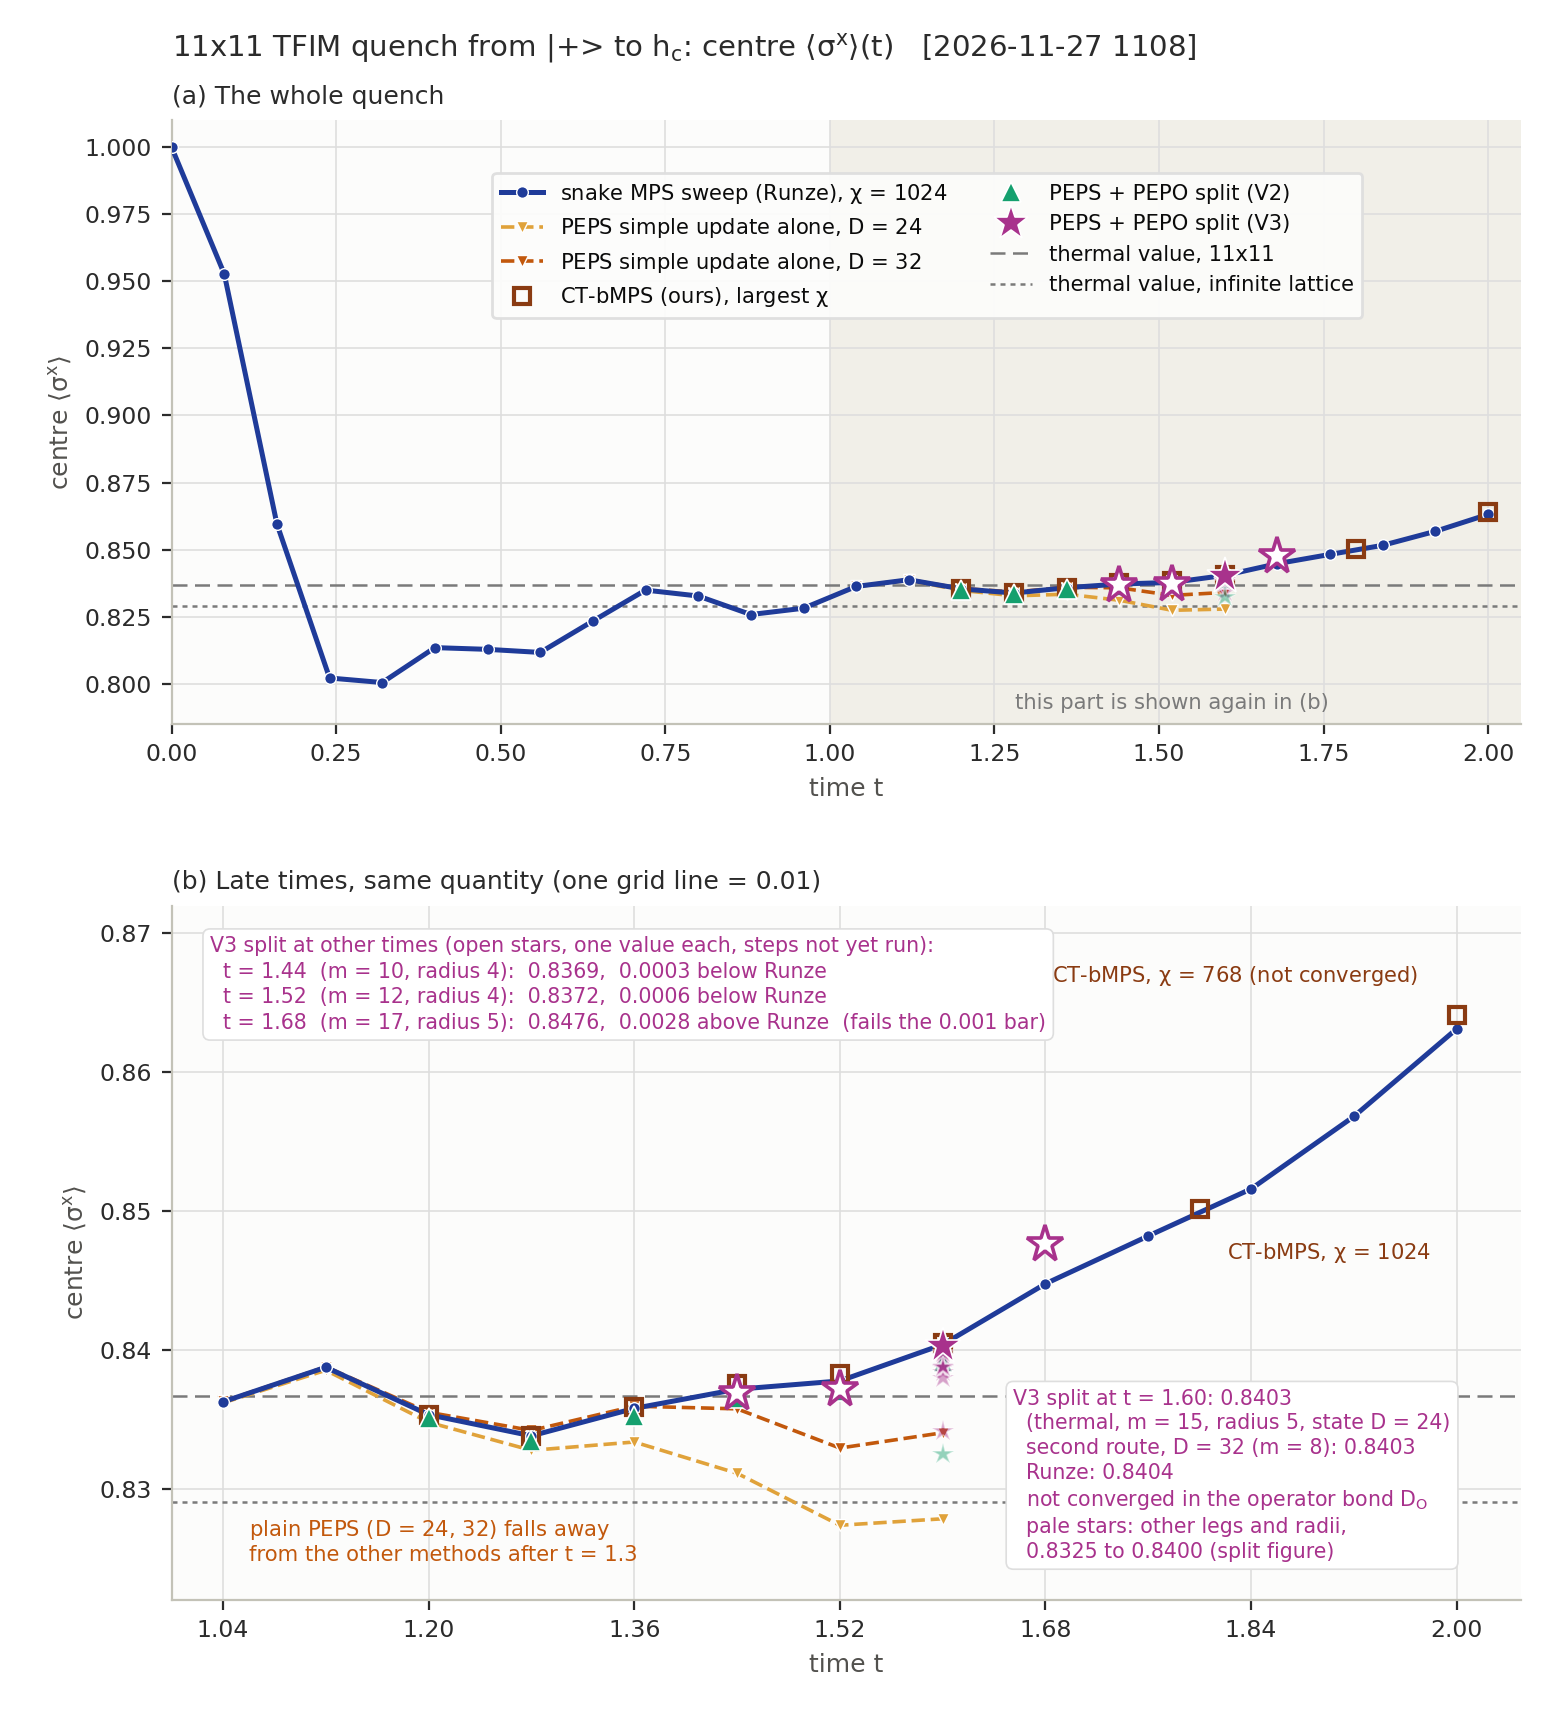 11x11 TFIM quench from |+> to h_c: centre ⟨σ^x⟩(t)   [2026-11-27 1108]
(a) The whole quench
1.000
0.975
0.950
0.925
0.900
0.875
0.850
0.825
0.800
centre ⟨σ^x⟩
snake MPS sweep (Runze), χ = 1024
PEPS simple update alone, D = 24
PEPS simple update alone, D = 32
CT-bMPS (ours), largest χ
PEPS + PEPO split (V2)
PEPS + PEPO split (V3)
thermal value, 11x11
thermal value, infinite lattice
this part is shown again in (b)
0.00 0.25 0.50 0.75 1.00 1.25 1.50 1.75 2.00
time t
(b) Late times, same quantity (one grid line = 0.01)
0.87
0.86
0.85
0.84
0.83
centre ⟨σ^x⟩
V3 split at other times (open stars, one value each, steps not yet run):
t = 1.44  (m = 10, radius 4):  0.8369,  0.0003 below Runze
t = 1.52  (m = 12, radius 4):  0.8372,  0.0006 below Runze
t = 1.68  (m = 17, radius 5):  0.8476,  0.0028 above Runze  (fails the 0.001 bar)
CT-bMPS, χ = 768 (not converged)
CT-bMPS, χ = 1024
V3 split at t = 1.60: 0.8403
(thermal, m = 15, radius 5, state D = 24)
second route, D = 32 (m = 8): 0.8403
Runze: 0.8404
not converged in the operator bond D_O
pale stars: other legs and radii,
0.8325 to 0.8400 (split figure)
plain PEPS (D = 24, 32) falls away
from the other methods after t = 1.3
1.04 1.20 1.36 1.52 1.68 1.84 2.00
time t